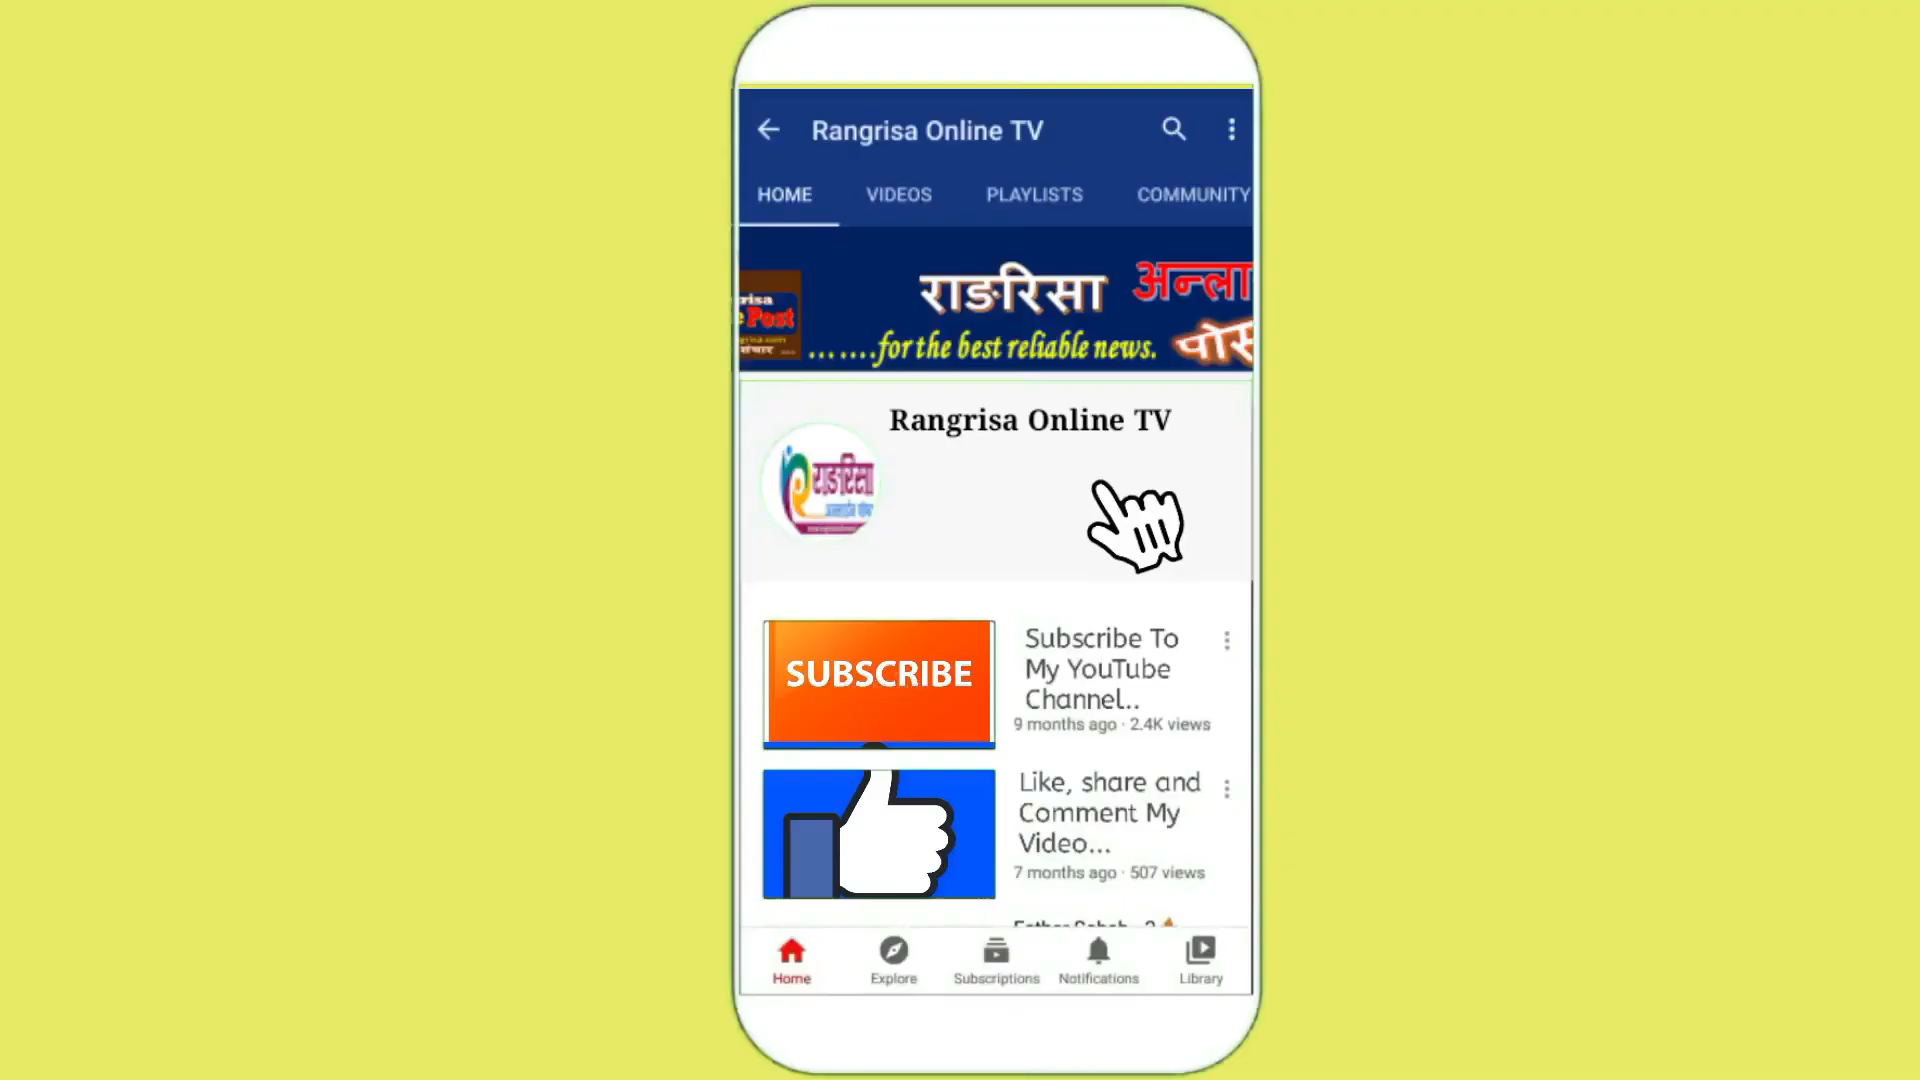 Rangrisa Online TV
HOME VIDEOS PLAYLISTS COMMUNITY
राङरिसा अन्ला
Post
.......for the best reliable news.
Rangrisa Online TV
राङरिसा
SUBSCRIBE
Subscribe To
My YouTube
Channel..
9 months ago · 2.4K views
Like, share and
Comment My
Video...
7 months ago · 507 views
Home Explore Subscriptions Notifications Library